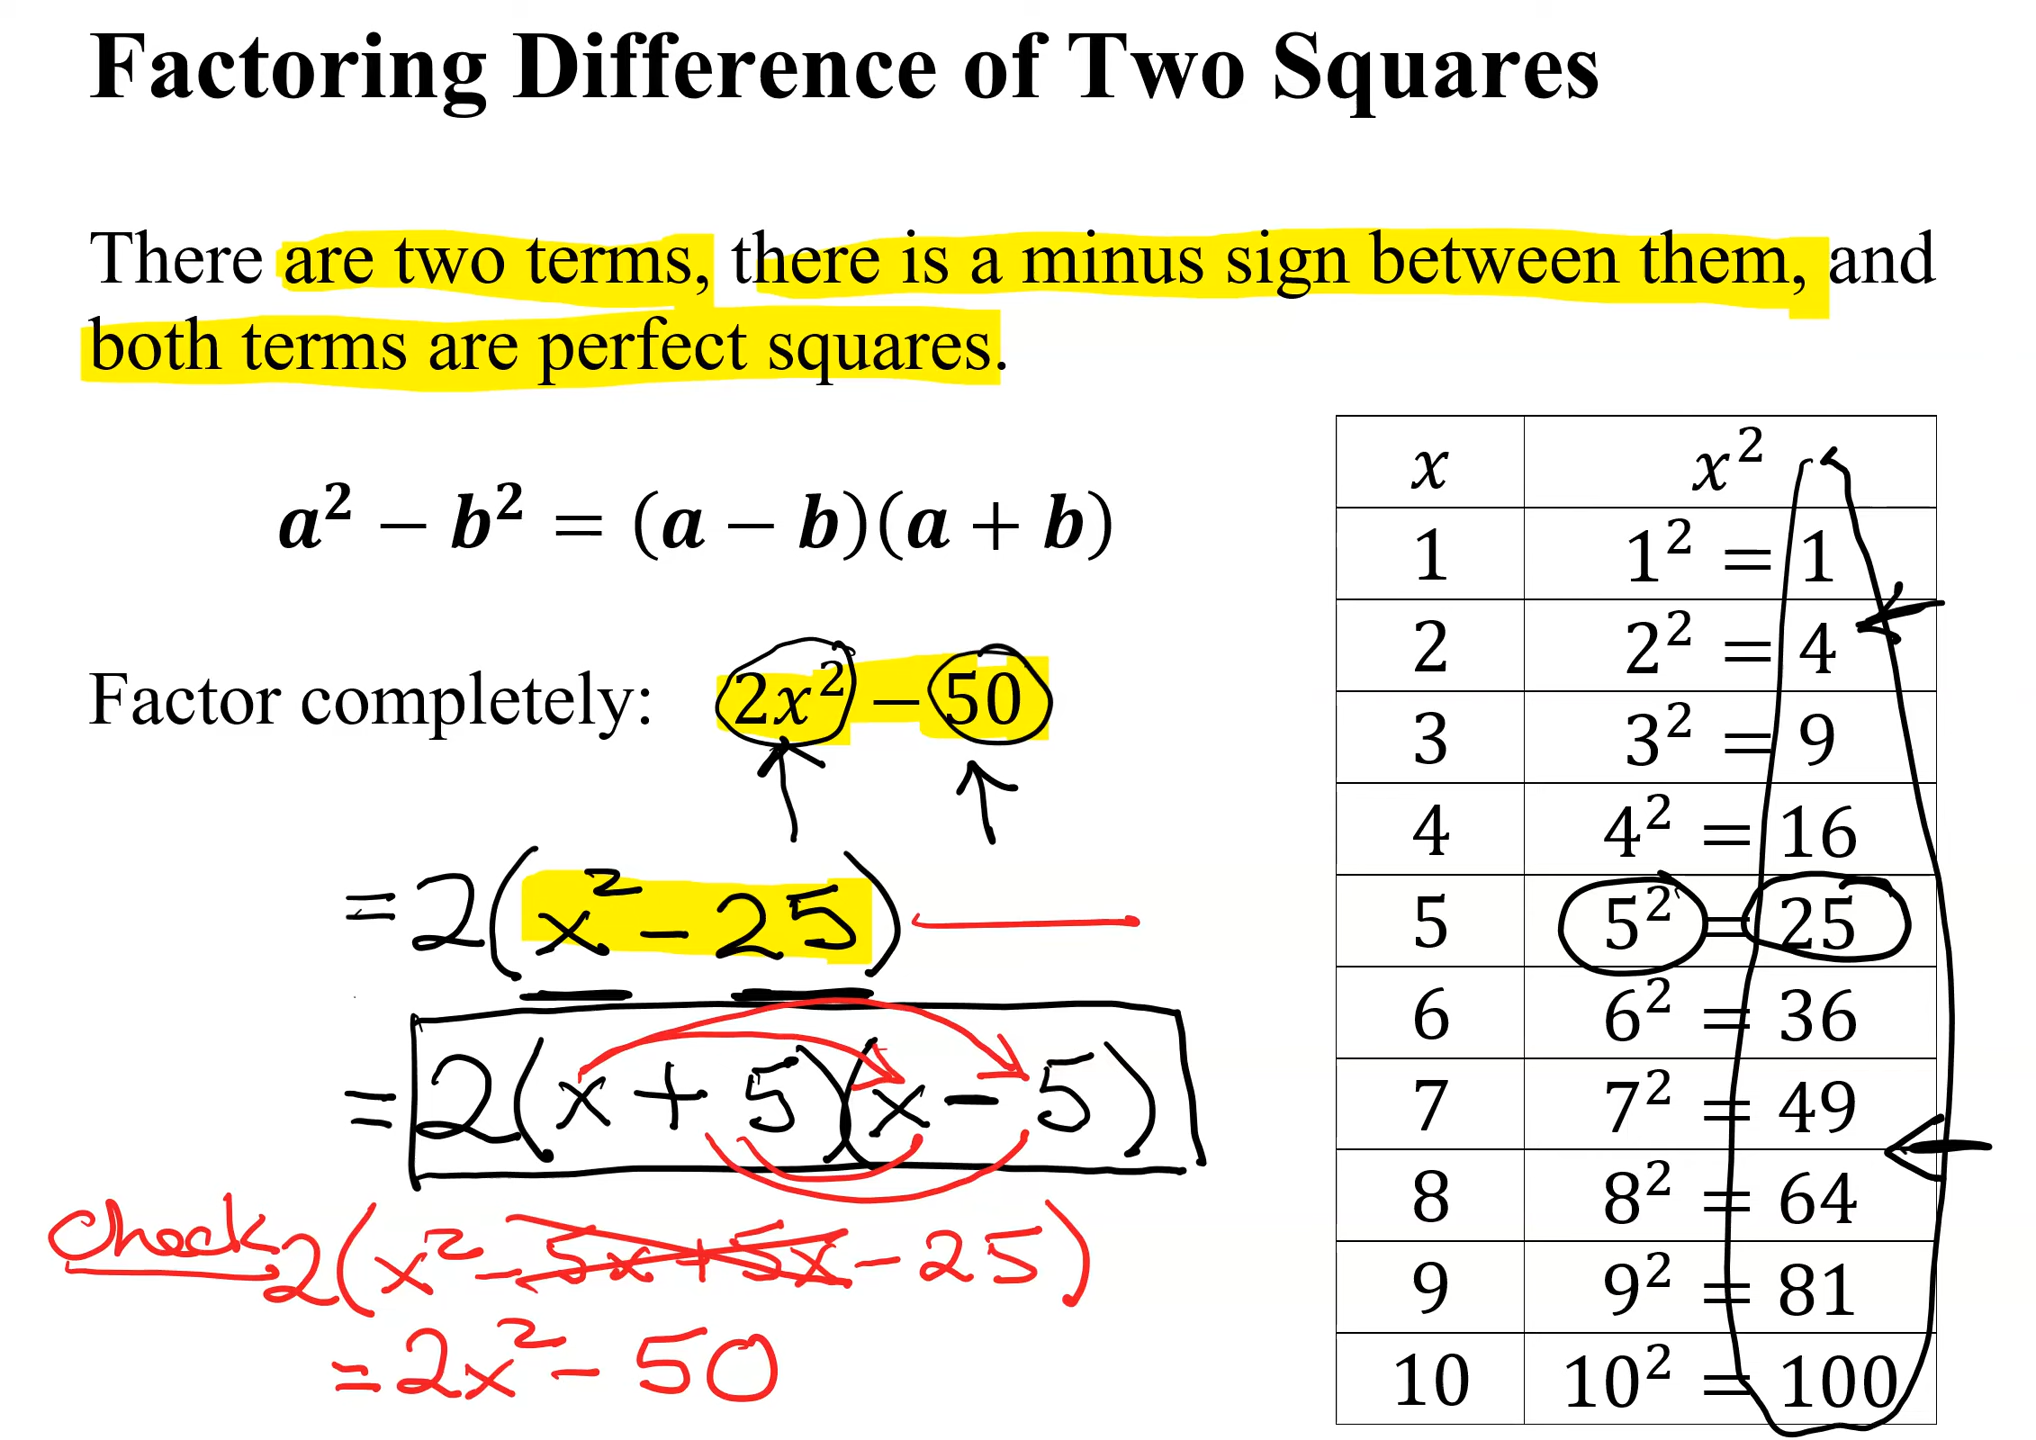 Factoring Difference of Two Squares
There are two terms, there is a minus sign between them, and
both terms are perfect squares.
a² − b² = (a − b)(a + b)
Factor completely: 2x² − 50
= 2(x² − 25)
= 2(x + 5)(x − 5)
Check 2(x² − 5x + 5x − 25)
= 2x² − 50
x x²
1 1² = 1
2 2² = 4
3 3² = 9
4 4² = 16
5 5² = 25
6 6² = 36
7 7² = 49
8 8² = 64
9 9² = 81
10 10² = 100